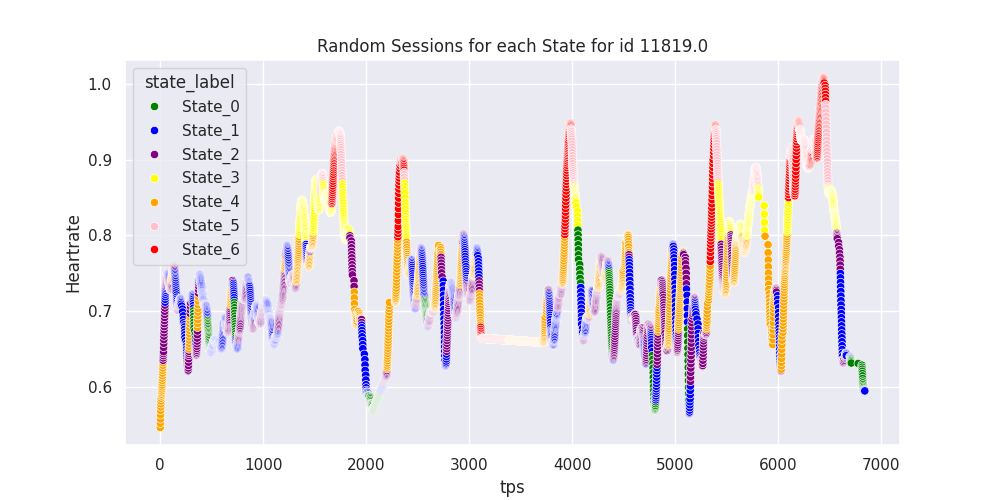 Random Sessions for each State for id 11819.0
state_label
State_0
State_1
State_2
State_3
State_4
State_5
State_6
Heartrate
1.0
0.9
0.8
0.7
0.6
0 1000 2000 3000 4000 5000 6000 7000
tps